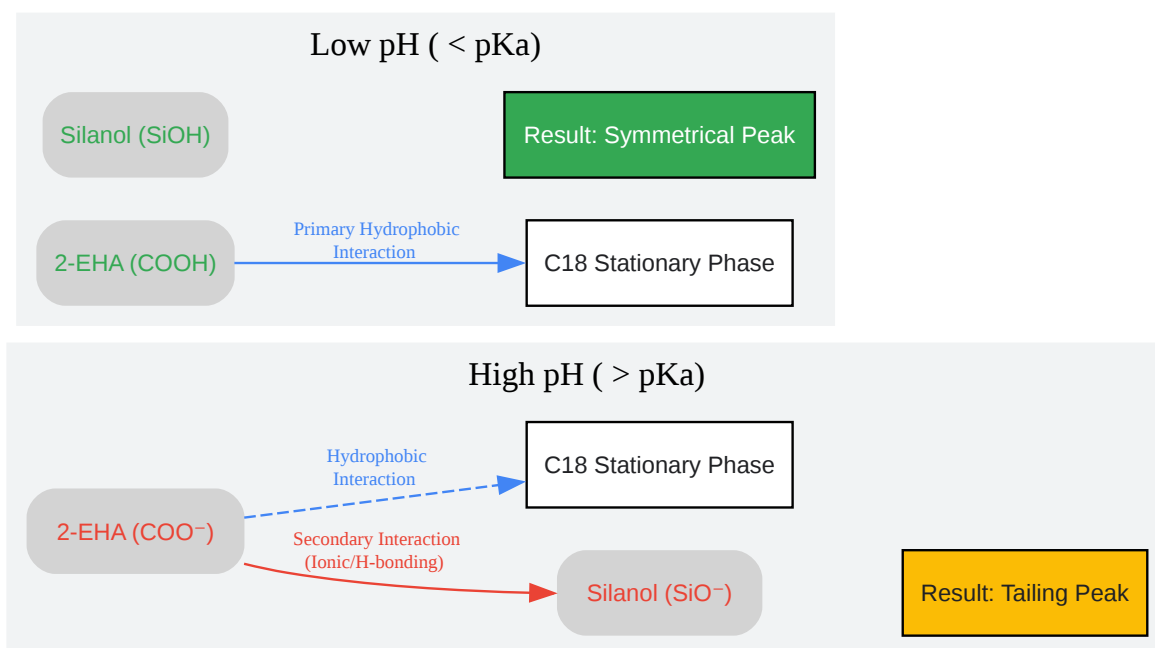 Low pH ( < pKa)
Silanol (SiOH)
Result: Symmetrical Peak
2-EHA (COOH)
Primary Hydrophobic
Interaction
C18 Stationary Phase
High pH ( > pKa)
C18 Stationary Phase
Hydrophobic
Interaction
2-EHA (COO⁻)
Secondary Interaction
(Ionic/H-bonding)
Silanol (SiO⁻)
Result: Tailing Peak